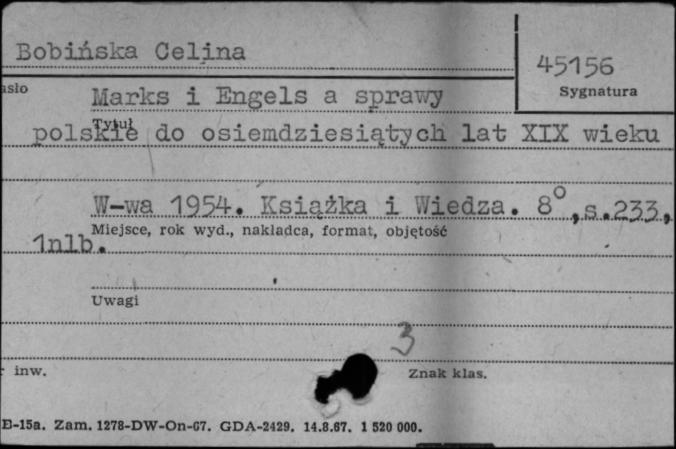 Bobińska Celina
45156
Sygnatura
asło
Marks i Engels a sprawy
Tytuł
polskie do osiemdziesiątych lat XIX wieku
W-wa 1954. Książka i Wiedza. 8°, s.233,
Miejsce, rok wyd., nakładca, format, objętość
1nlb.
Uwagi
3
r inw.
Znak klas.
E-15a. Zam. 1278-DW-On-67. GDA-2429. 14.8.67. 1 520 000.